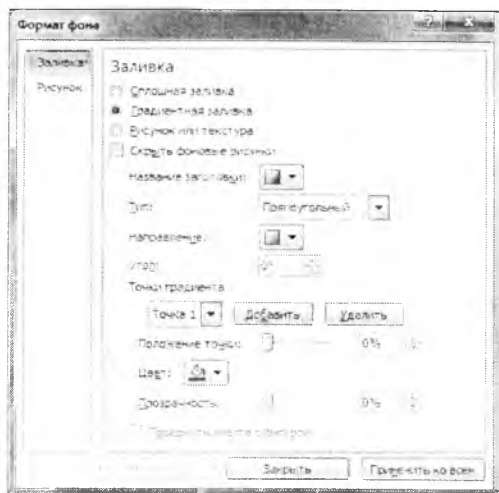 Формат фона
Заливка
Рисунок
Заливка
Сплошная заливка
Градиентная заливка
Рисунок или текстура
Скрыть фоновые рисунки
Название заготовки:
Тип:
Прямоугольный
Направление:
Угол:
Точки градиента
Точка 1
Добавить
Удалить
Положение точки:
0%
Цвет:
Прозрачность:
0%
Закрыть
Применить ко всем